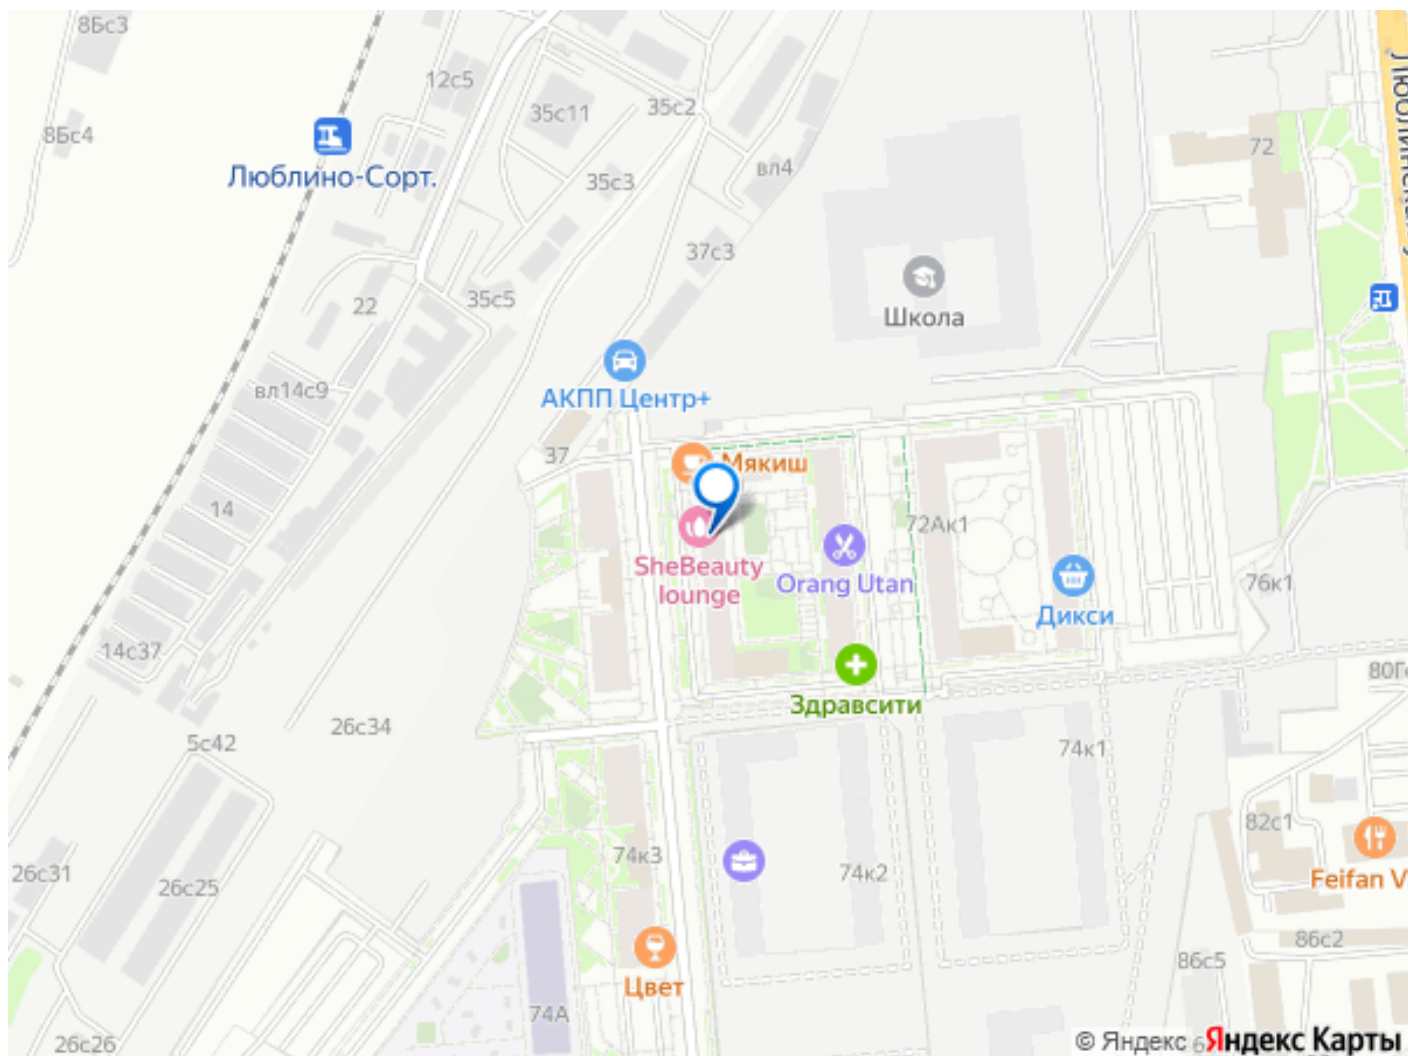 8Бс3
12с5
35с11
35с2
8Бс4
Люблино-Сорт.
35с3
вл4
72
37с3
22
35с5
Школа
вл14с9
АКПП Центр+
37
Мякиш
14
72Ак1
SheBeauty
lounge
Orang Utan
76к1
Дикси
14с37
80Г
Здравсити
26с34
5с42
74к1
82с1
74к3
74к2
26с31
26с25
Feifan V
86с2
86с5
Цвет
74А
26с26
© Яндекс
Яндекс Карты